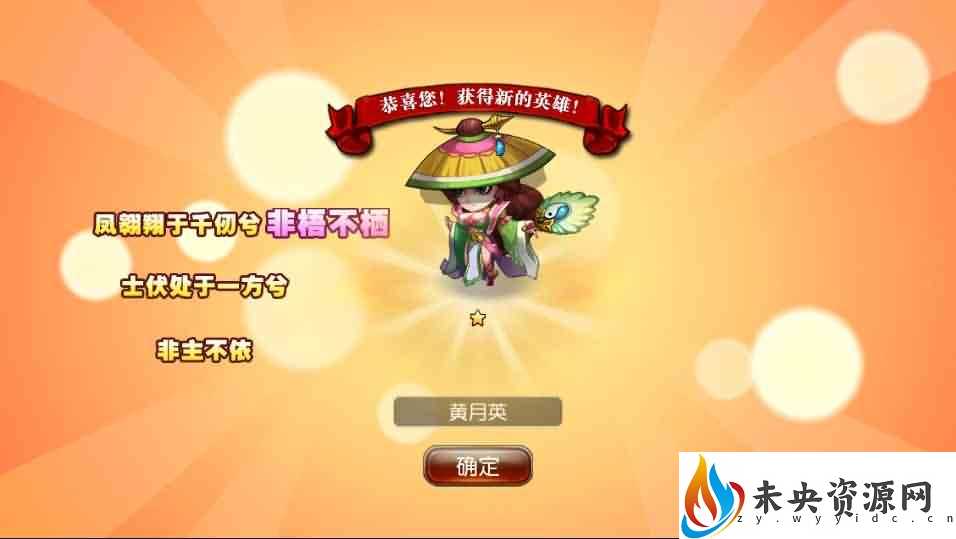 恭喜您！获得新的英雄！
凤翱翔于千仞兮非梧不栖
士伏处于一方兮
非主不依
黄月英
确定
未央资源网
zy.wyyidc.cn